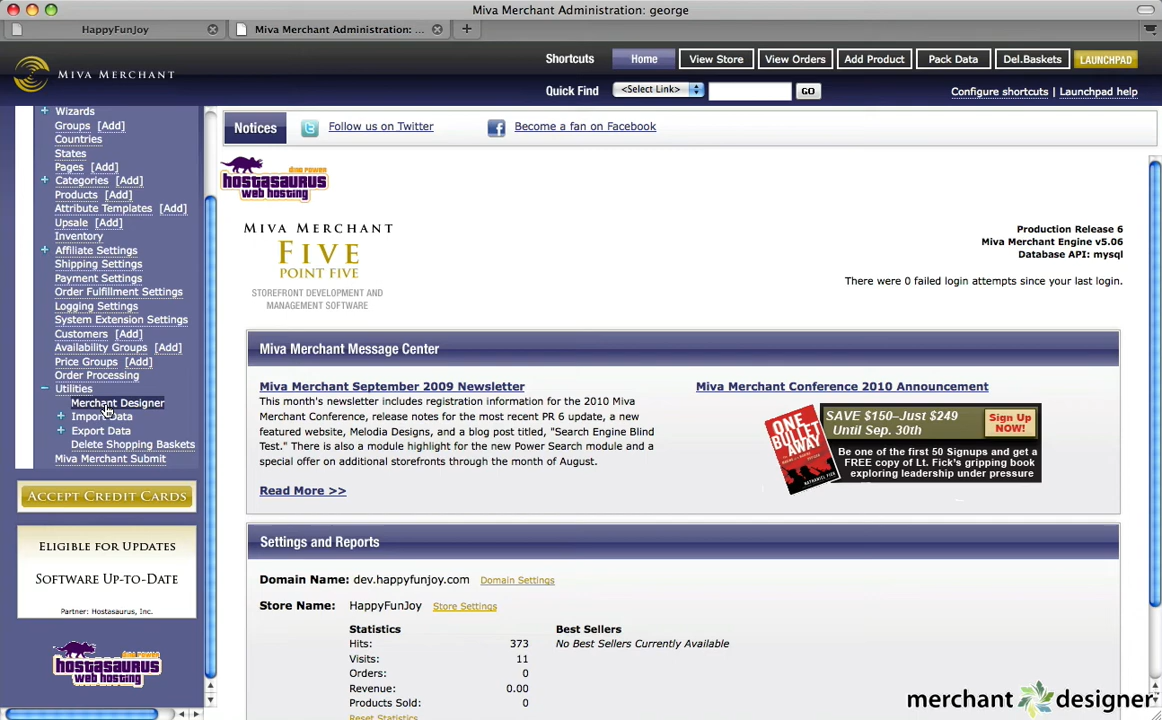 Miva Merchant Administration: george
HappyFunJoy
Miva Merchant Administration: ...
MIVA MERCHANT
Shortcuts
Home
View Store
View Orders
Add Product
Pack Data
Del.Baskets
LAUNCHPAD
Quick Find
<Select Link>
GO
Configure shortcuts | Launchpad help
Wizards
Groups [Add]
Countries
States
Pages [Add]
Categories [Add]
Products [Add]
Attribute Templates [Add]
Upsale [Add]
Inventory
Affiliate Settings
Shipping Settings
Payment Settings
Order Fulfillment Settings
Logging Settings
System Extension Settings
Customers [Add]
Availability Groups [Add]
Price Groups [Add]
Order Processing
Utilities
Merchant Designer
Import Data
Export Data
Delete Shopping Baskets
Miva Merchant Submit
ACCEPT CREDIT CARDS
ELIGIBLE FOR UPDATES
SOFTWARE UP-TO-DATE
Partner: Hostasaurus, Inc.
HOSTASAURUS
WEB HOSTING
Notices
Follow us on Twitter
Become a fan on Facebook
dino power
HOSTASAURUS
WEB HOSTING
MIVA MERCHANT
FIVE
POINT FIVE
STOREFRONT DEVELOPMENT AND
MANAGEMENT SOFTWARE
Production Release 6
Miva Merchant Engine v5.06
Database API: mysql
There were 0 failed login attempts since your last login.
Miva Merchant Message Center
Miva Merchant September 2009 Newsletter
This month's newsletter includes registration information for the 2010 Miva
Merchant Conference, release notes for the most recent PR 6 update, a new
featured website, Melodia Designs, and a blog post titled, "Search Engine Blind
Test." There is also a module highlight for the new Power Search module and a
special offer on additional storefronts through the month of August.
Read More >>
Miva Merchant Conference 2010 Announcement
ONE
BULLET
AWAY
NATHANIEL FICK
SAVE $150–Just $249
Until Sep. 30th
Sign Up
NOW!
Be one of the first 50 Signups and get a
FREE copy of Lt. Fick's gripping book
exploring leadership under pressure
Settings and Reports
Domain Name: dev.happyfunjoy.com Domain Settings
Store Name: HappyFunJoy Store Settings
Statistics
Hits: 373
Visits: 11
Orders: 0
Revenue: 0.00
Products Sold: 0
Reset Statistics
Best Sellers
No Best Sellers Currently Available
merchant designer